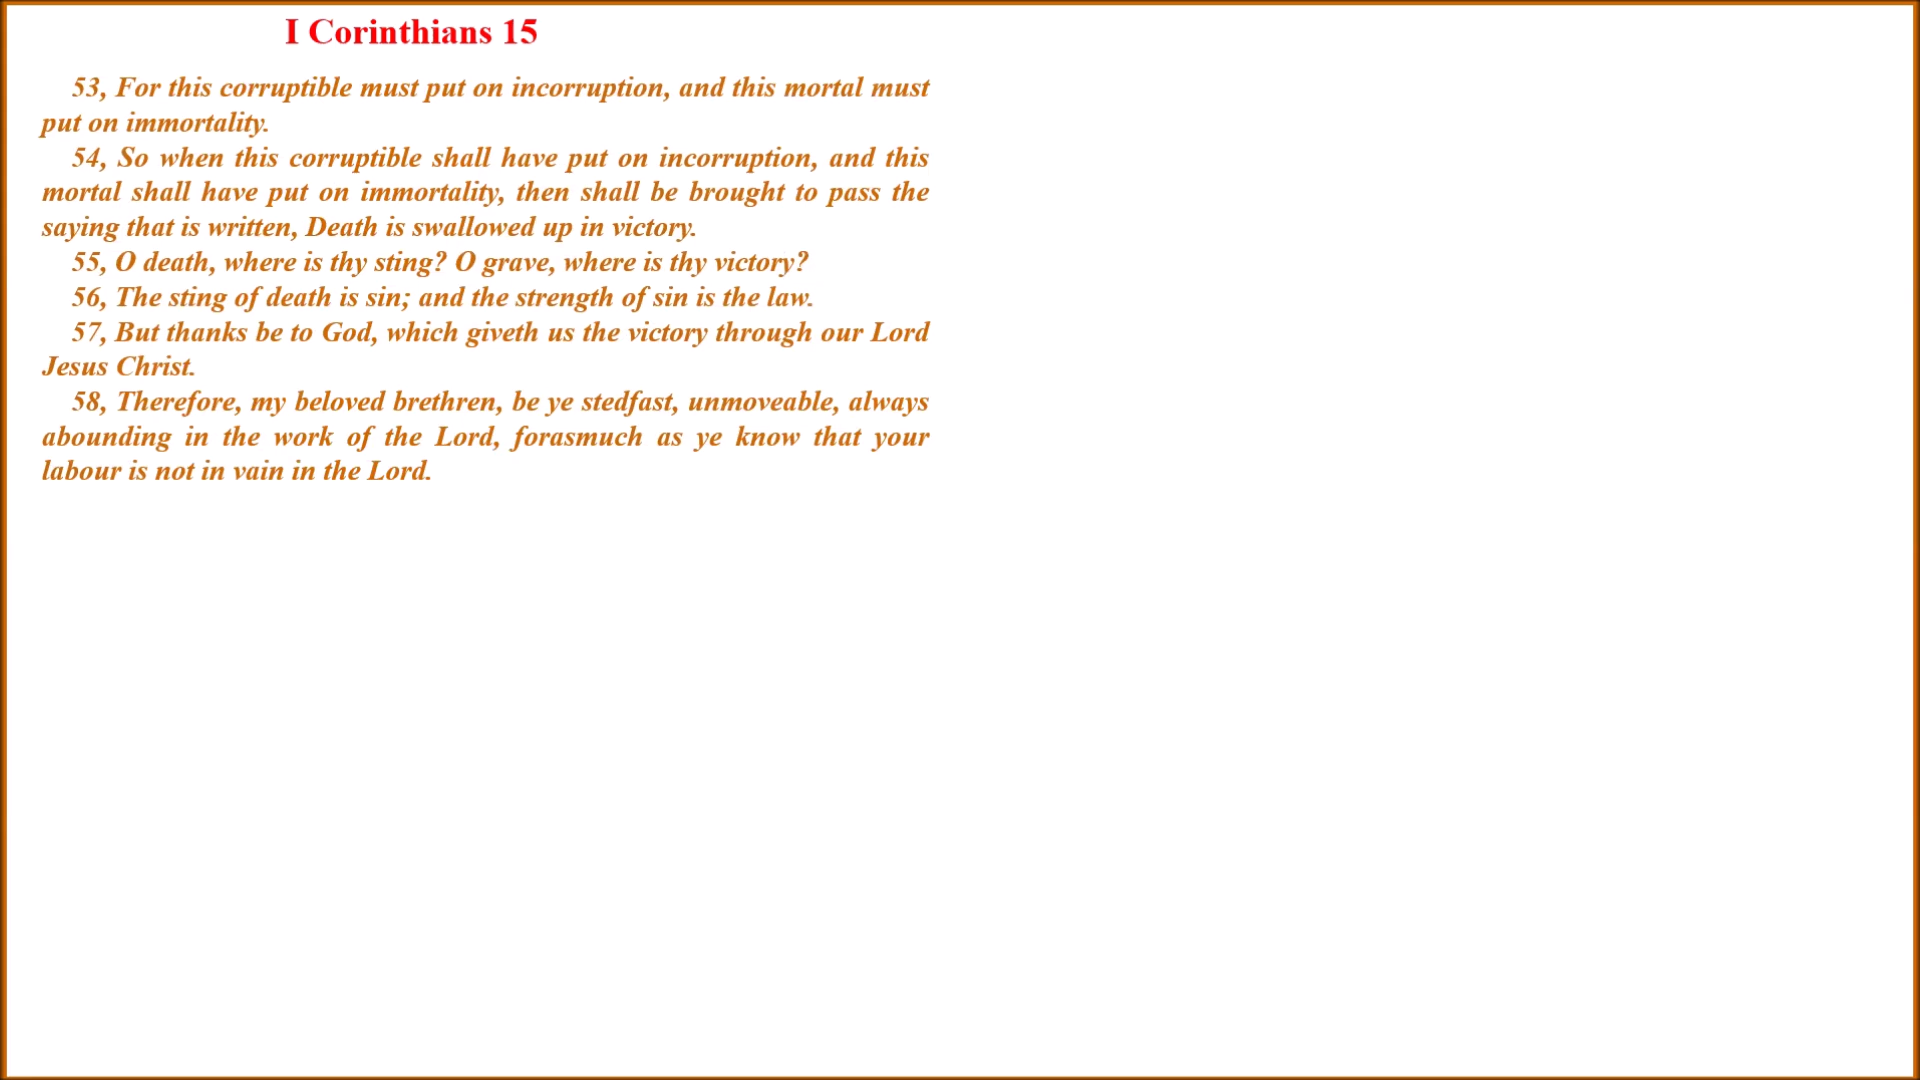 I Corinthians 15
53, For this corruptible must put on incorruption, and this mortal must
put on immortality.
54, So when this corruptible shall have put on incorruption, and this
mortal shall have put on immortality, then shall be brought to pass the
saying that is written, Death is swallowed up in victory.
55, O death, where is thy sting? O grave, where is thy victory?
56, The sting of death is sin; and the strength of sin is the law.
57, But thanks be to God, which giveth us the victory through our Lord
Jesus Christ.
58, Therefore, my beloved brethren, be ye stedfast, unmoveable, always
abounding in the work of the Lord, forasmuch as ye know that your
labour is not in vain in the Lord.